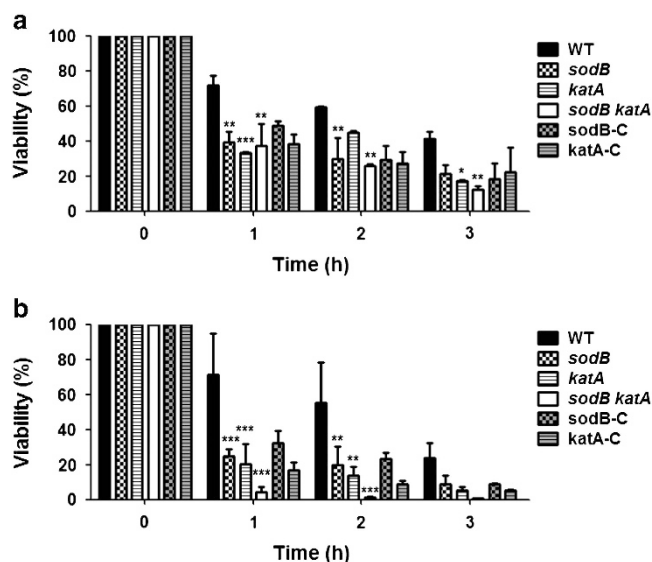 a
100
80
60
40
20
0
Viability (%)
** *** **
** **
* **
0 1 2 3
Time (h)
WT
sodB
katA
sodB katA
sodB-C
katA-C
b
100
80
60
40
20
0
Viability (%)
*** *** ***
** ** ***
0 1 2 3
Time (h)
WT
sodB
katA
sodB katA
sodB-C
katA-C